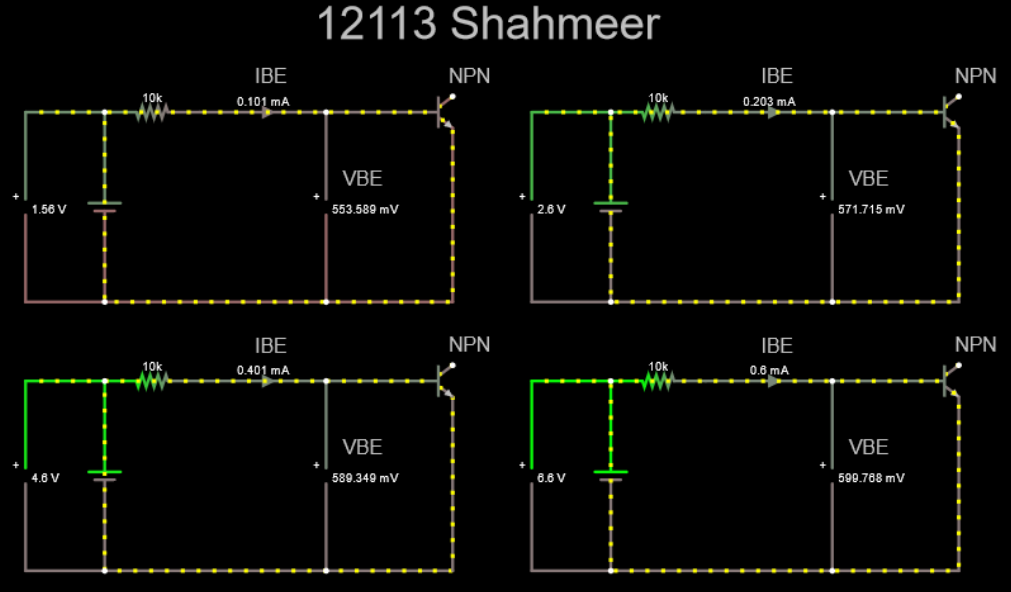 12113 Shahmeer
IBE NPN IBE NPN
10k 0.101 mA 10k 0.203 mA
VBE VBE
+ 1.56 V + 553.589 mV + 2.6 V + 571.715 mV
IBE NPN IBE NPN
10k 0.401 mA 10k 0.6 mA
VBE VBE
+ 4.6 V + 589.349 mV + 6.6 V + 599.768 mV